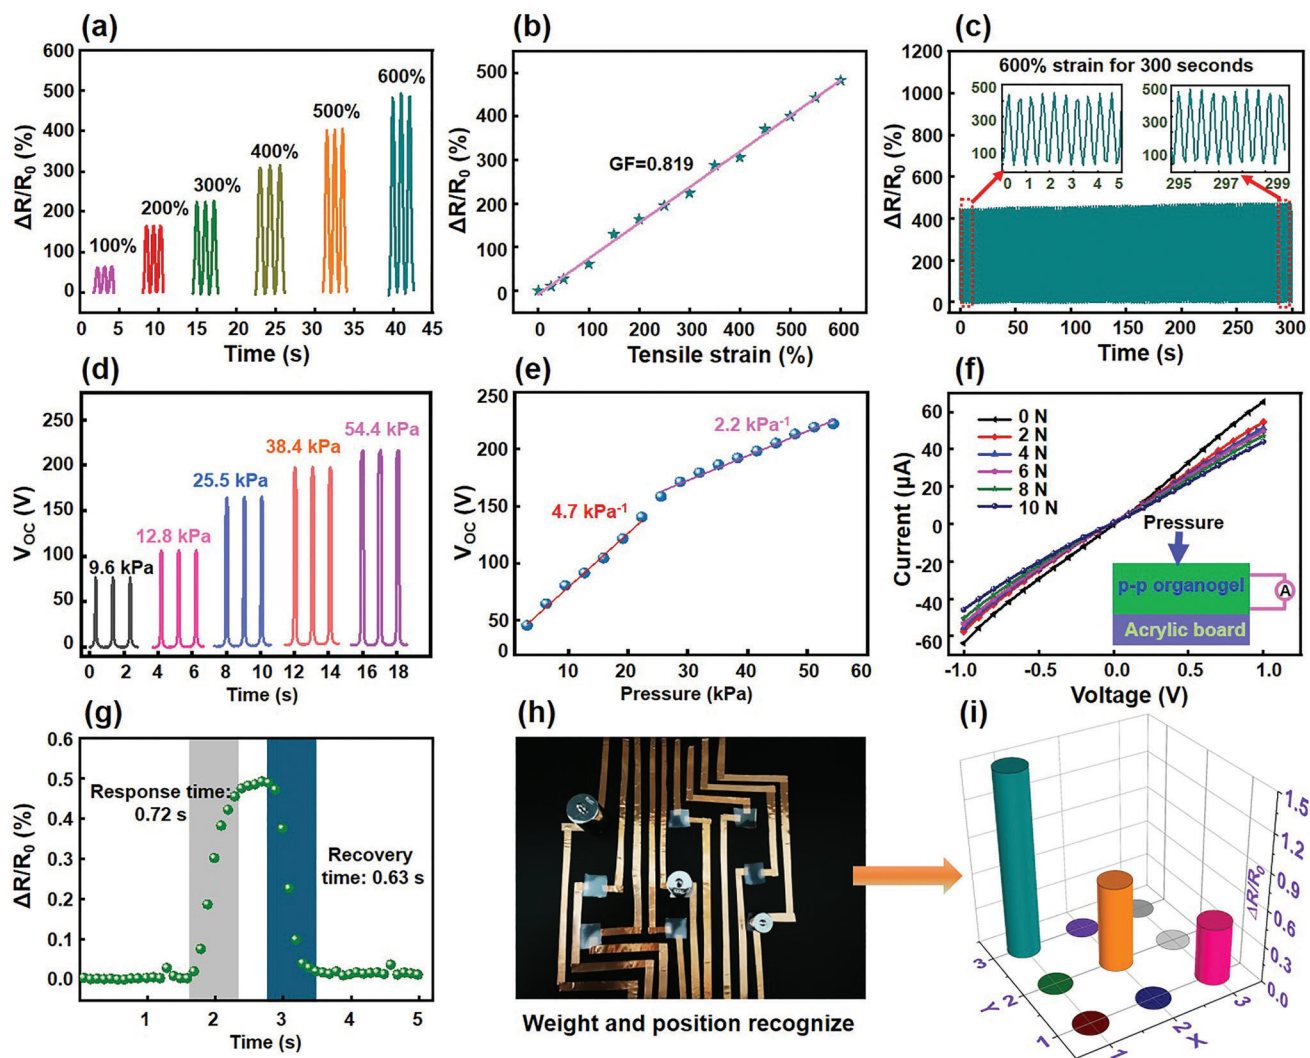 (a)
600
500
400
300
200
100
0
ΔR/R0 (%)
100%
200%
300%
400%
500%
600%
0 5 10 15 20 25 30 35 40 45
Time (s)
(b)
500
400
300
200
100
0
ΔR/R0 (%)
GF=0.819
0 100 200 300 400 500 600
Tensile strain (%)
(c)
1200
1000
800
600
400
200
0
ΔR/R0 (%)
600% strain for 300 seconds
500
300
100
0 1 2 3 4 5
500
300
100
295 297 299
0 50 100 150 200 250 300
Time (s)
(d)
250
200
150
100
50
0
VOC (V)
9.6 kPa
12.8 kPa
25.5 kPa
38.4 kPa
54.4 kPa
0 2 4 6 8 10 12 14 16 18
Time (s)
(e)
250
200
150
100
50
0
VOC (V)
4.7 kPa-1
2.2 kPa-1
10 20 30 40 50 60
Pressure (kPa)
(f)
60
40
20
0
-20
-40
-60
Current (μA)
0 N
2 N
4 N
6 N
8 N
10 N
Pressure
p-p organogel
A
Acrylic board
-1.0 -0.5 0.0 0.5 1.0
Voltage (V)
(g)
0.6
0.5
0.4
0.3
0.2
0.1
0.0
ΔR/R0 (%)
Response time:
0.72 s
Recovery
time: 0.63 s
1 2 3 4 5
Time (s)
(h)
Weight and position recognize
(i)
1.5
1.2
0.9
0.6
0.3
0.0
ΔR/R0
3
2
1
Y
1
2
3
X